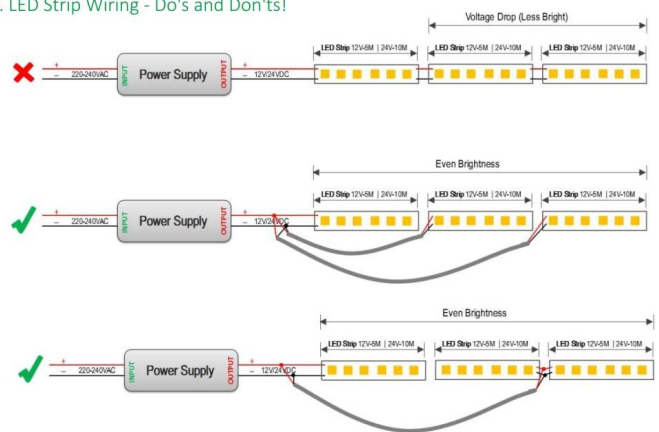 . LED Strip Wiring - Do's and Don'ts!
Voltage Drop (Less Bright)
LED Strip 12V-5M | 24V-10M LED Strip 12V-5M | 24V-10M LED Strip 12V-5M | 24V-10M
+ - 220-240VAC INPUT Power Supply OUTPUT + - 12V/24VDC
Even Brightness
LED Strip 12V-5M | 24V-10M LED Strip 12V-5M | 24V-10M LED Strip 12V-5M | 24V-10M
+ - 220-240VAC INPUT Power Supply OUTPUT + - 12V/24VDC
Even Brightness
LED Strip 12V-5M | 24V-10M LED Strip 12V-5M | 24V-10M LED Strip 12V-5M | 24V-10M
+ - 220-240VAC INPUT Power Supply OUTPUT + - 12V/24VDC